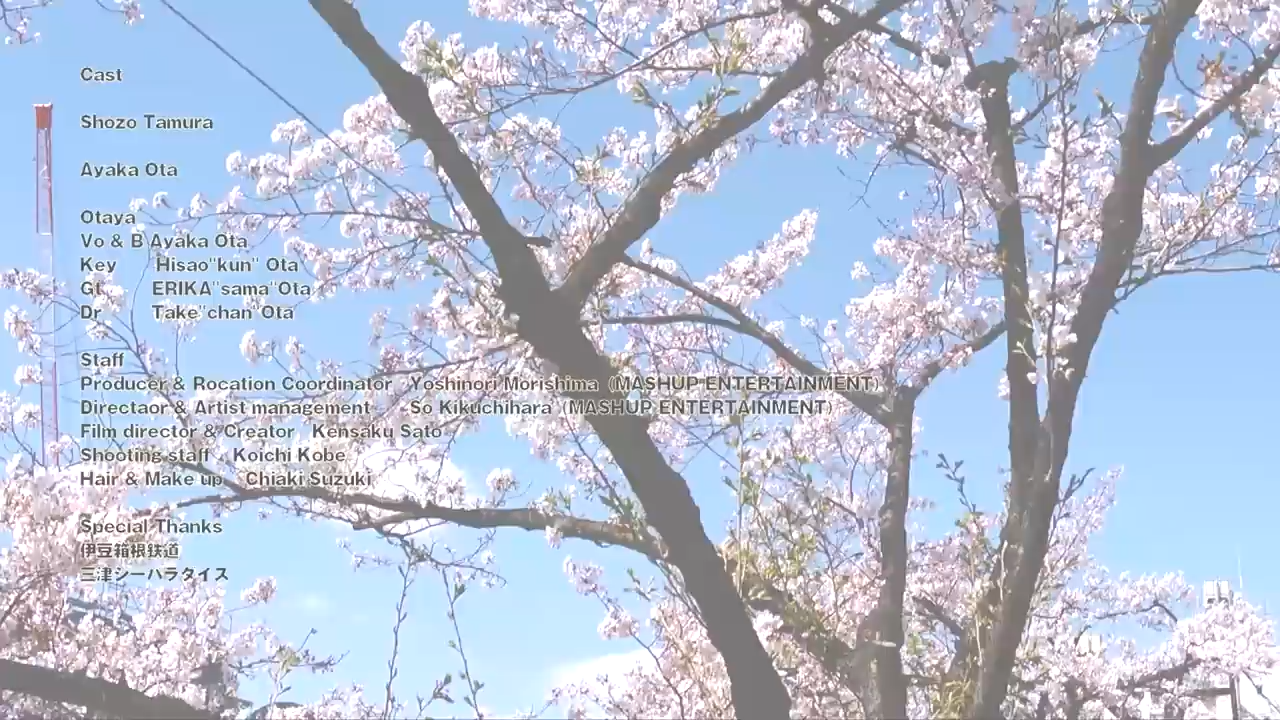 Cast
Shozo Tamura
Ayaka Ota
Otaya
Vo & B Ayaka Ota
Key Hisao"kun" Ota
Gt ERIKA"sama"Ota
Dr Take"chan"Ota
Staff
Producer & Rocation Coordinator Yoshinori Morishima (MASHUP ENTERTAINMENT)
Directaor & Artist management So Kikuchihara (MASHUP ENTERTAINMENT)
Film director & Creator Kensaku Sato
Shooting staff Koichi Kobe
Hair & Make up Chiaki Suzuki
Special Thanks
伊豆箱根鉄道
三津シーパラダイス